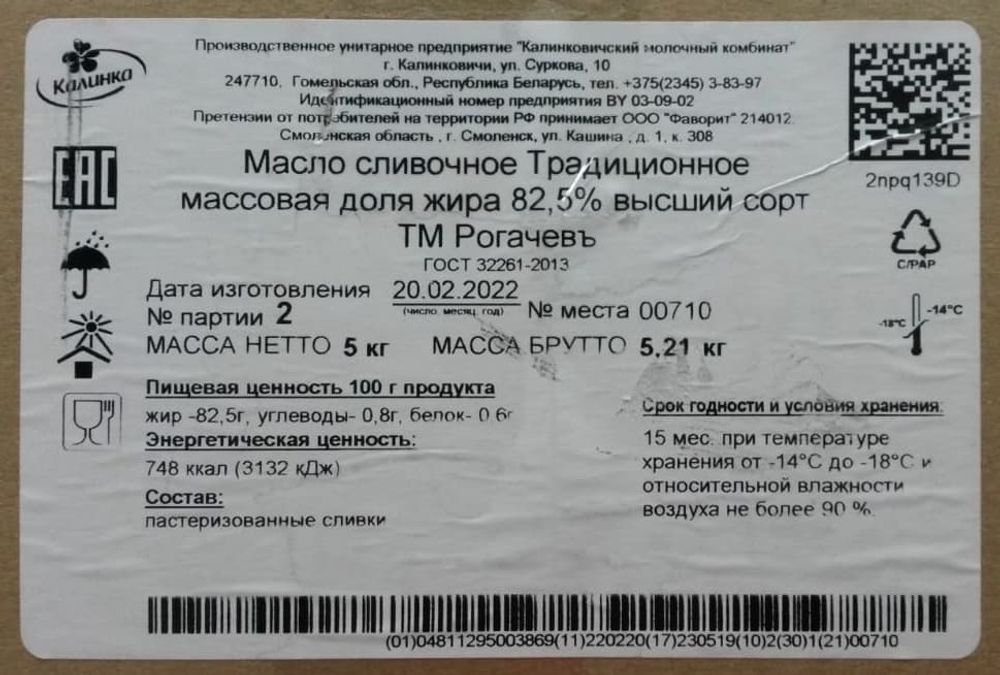 Калинка
Производственное унитарное предприятие "Калинковичский молочный комбинат"
г. Калинковичи, ул. Суркова, 10
247710, Гомельская обл., Республика Беларусь, тел. +375(2345) 3-83-97
Идентификационный номер предприятия BY 03-09-02
Претензии от потребителей на территории РФ принимает ООО "Фаворит" 214012.
Смоленская область , г. Смоленск, ул. Кашина , д. 1, к. 308
2npq139D
EAC
Масло сливочное Традиционное
массовая доля жира 82,5% высший сорт
ТМ Рогачевъ
ГОСТ 32261-2013
C/PAP
Дата изготовления 20.02.2022
(число. месяц. год)
№ партии 2 № места 00710
-14°C
-18°C
МАССА НЕТТО 5 кг МАССА БРУТТО 5,21 кг
Пищевая ценность 100 г продукта
жир -82,5г, углеводы- 0,8г, белок- 0 6г
Энергетическая ценность:
748 ккал (3132 кДж)
Состав:
пастеризованные сливки
Срок годности и условия хранения:
15 мес. при температуре
хранения от -14°C до -18°C и
относительной влажности
воздуха не более 90 %.
(01)04811295003869(11)220220(17)230519(10)2(30)1(21)00710